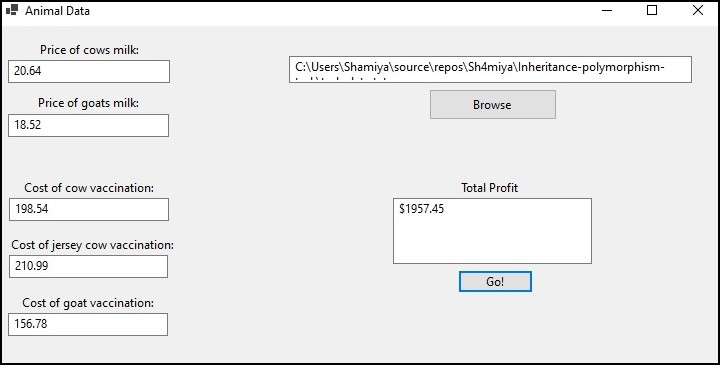 Animal Data
Price of cows milk:
20.64
Price of goats milk:
18.52
Cost of cow vaccination:
198.54
Cost of jersey cow vaccination:
210.99
Cost of goat vaccination:
156.78
C:\Users\Shamiya\source\repos\Sh4miya\Inheritance-polymorphism-
Browse
Total Profit
$1957.45
Go!